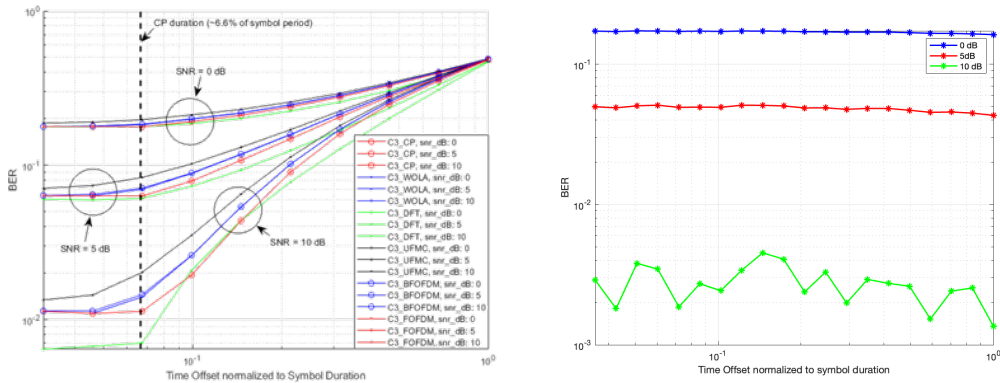 CP duration (~6.6% of symbol period)
SNR = 0 dB
SNR = 5 dB
SNR = 10 dB
10^0
10^-1
10^-2
BER
10^-1
10^0
Time Offset normalized to Symbol Duration
C3_CP, snr_dB: 0
C3_CP, snr_dB: 5
C3_CP, snr_dB: 10
C3_WOLA, snr_dB: 0
C3_WOLA, snr_dB: 5
C3_WOLA, snr_dB: 10
C3_DFT, snr_dB: 0
C3_DFT, snr_dB: 5
C3_DFT, snr_dB: 10
C3_UFMC, snr_dB: 0
C3_UFMC, snr_dB: 5
C3_UFMC, snr_dB: 10
C3_BFOFDM, snr_dB: 0
C3_BFOFDM, snr_dB: 5
C3_BFOFDM, snr_dB: 10
C3_FOFDM, snr_dB: 0
C3_FOFDM, snr_dB: 5
C3_FOFDM, snr_dB: 10
0 dB
5dB
10 dB
10^-1
10^-2
10^-3
BER
10^-1
10^0
Time Offset normalized to Symbol duration